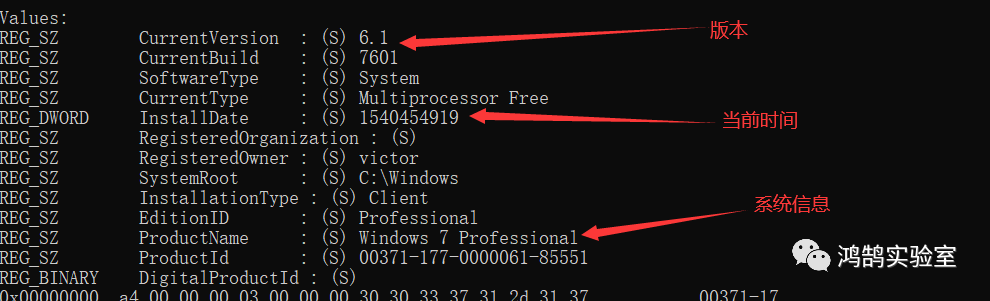 Values:
REG_SZ CurrentVersion : (S) 6.1
版本
REG_SZ CurrentBuild : (S) 7601
REG_SZ SoftwareType : (S) System
REG_SZ CurrentType : (S) Multiprocessor Free
REG_DWORD InstallDate : (S) 1540454919
当前时间
REG_SZ RegisteredOrganization : (S)
REG_SZ RegisteredOwner : (S) victor
REG_SZ SystemRoot : (S) C:\Windows
REG_SZ InstallationType : (S) Client
REG_SZ EditionID : (S) Professional
系统信息
REG_SZ ProductName : (S) Windows 7 Professional
REG_SZ ProductId : (S) 00371-177-0000061-85551
鸿鹄实验室
REG_BINARY DigitalProductId : (S)
0x00000000 a4 00 00 00 03 00 00 00 30 30 33 37 31 2d 31 37 00371-17